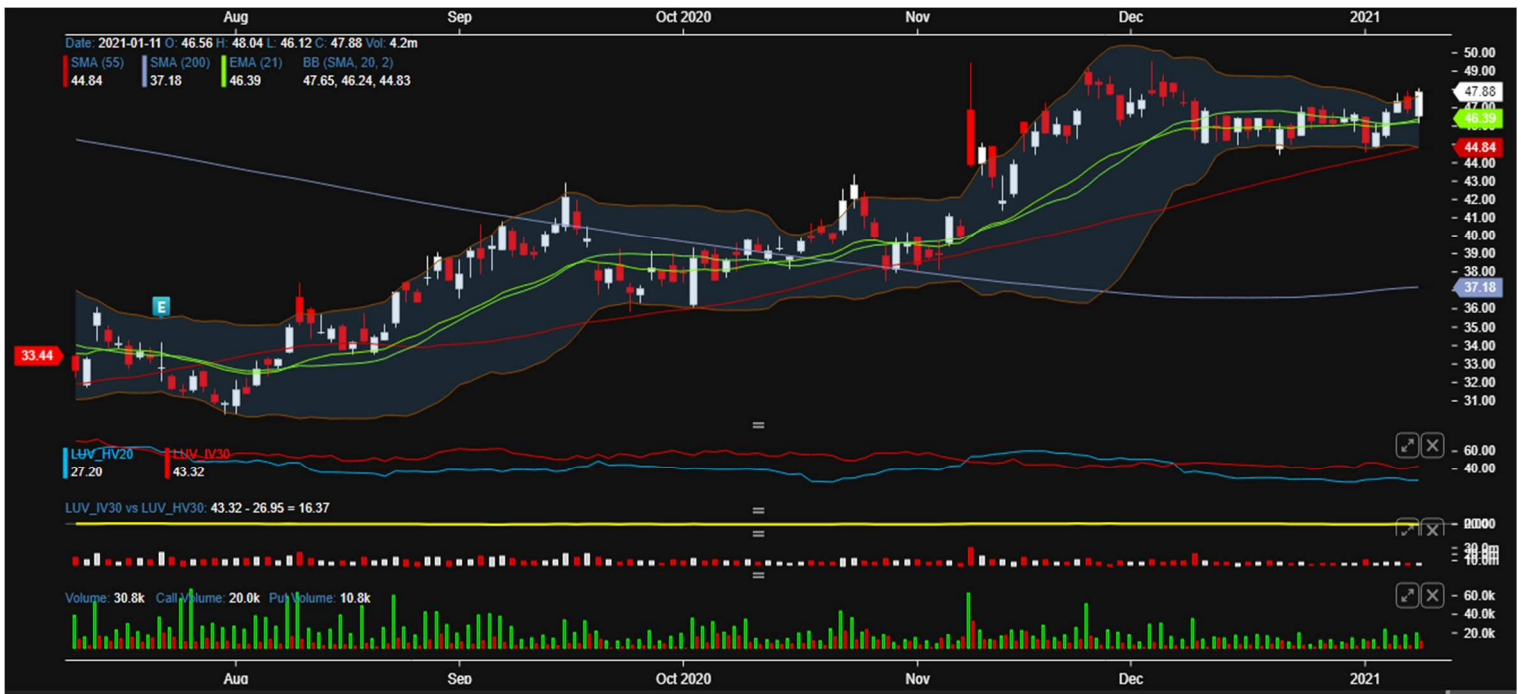 Aug Sep Oct 2020 Nov Dec 2021
Date: 2021-01-11 O: 46.56 H: 48.04 L: 46.12 C: 47.88 Vol: 4.2m
SMA (55) SMA (200) EMA (21) BB (SMA, 20, 2)
44.84 37.18 46.39 47.65, 46.24, 44.83
50.00
49.00
47.88
47.00
46.39
44.84
44.00
43.00
42.00
41.00
40.00
39.00
38.00
37.18
36.00
35.00
34.00
33.00
32.00
31.00
E
33.44
LUV_HV20 LUV_IV30
27.20 43.32
60.00
40.00
LUV_IV30 vs LUV_HV30: 43.32 - 26.95 = 16.37
Volume: 30.8k Call Volume: 20.0k Put Volume: 10.8k
60.0k
40.0k
20.0k
Aug Sep Oct 2020 Nov Dec 2021